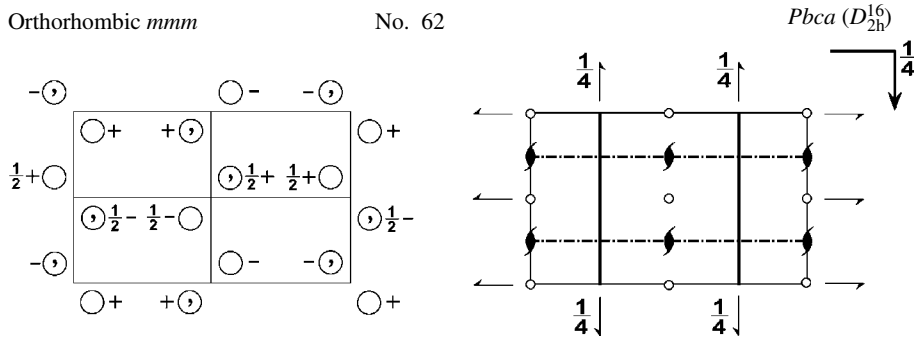 Orthorhombic mmm No. 62 Pbca (D₂ₕ¹⁶)
1/4 1/4 1/4
-, - -,
+ +, +
1/2+ ,1/2+ 1/2+
,1/2- 1/2- ,1/2-
-, - -,
+ +, +
1/4 1/4